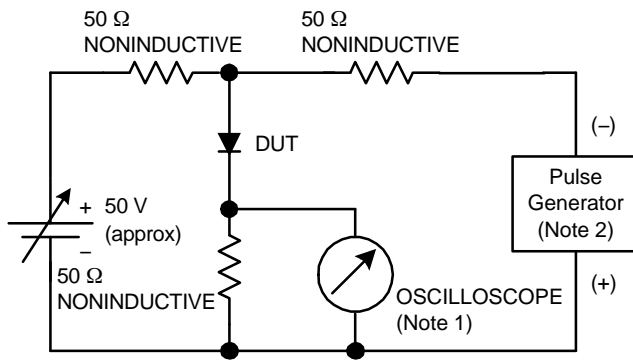 50 Ω
NONINDUCTIVE
50 Ω
NONINDUCTIVE
DUT
(–)
Pulse
Generator
(Note 2)
(+)
+ 50 V
– (approx)
50 Ω
NONINDUCTIVE
OSCILLOSCOPE
(Note 1)